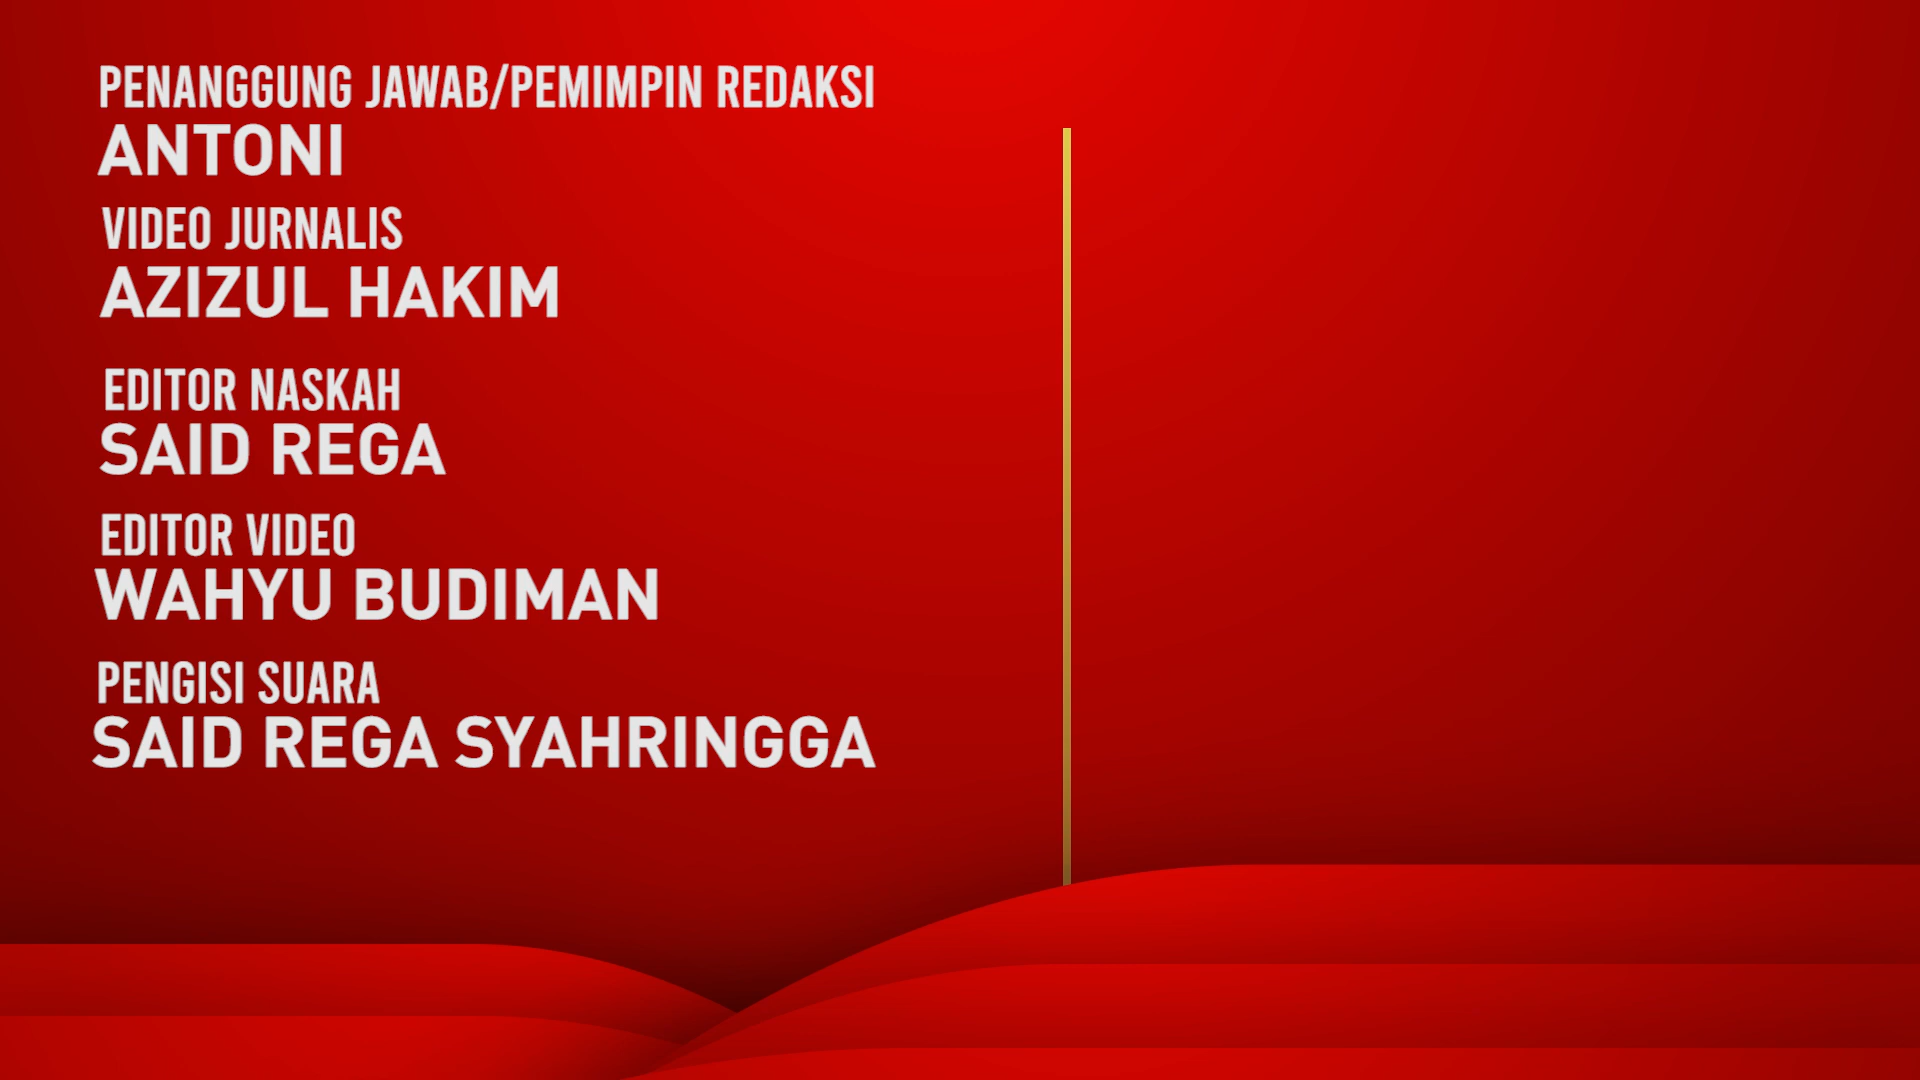 PENANGGUNG JAWAB/PEMIMPIN REDAKSI
ANTONI
VIDEO JURNALIS
AZIZUL HAKIM
EDITOR NASKAH
SAID REGA
EDITOR VIDEO
WAHYU BUDIMAN
PENGISI SUARA
SAID REGA SYAHRINGGA